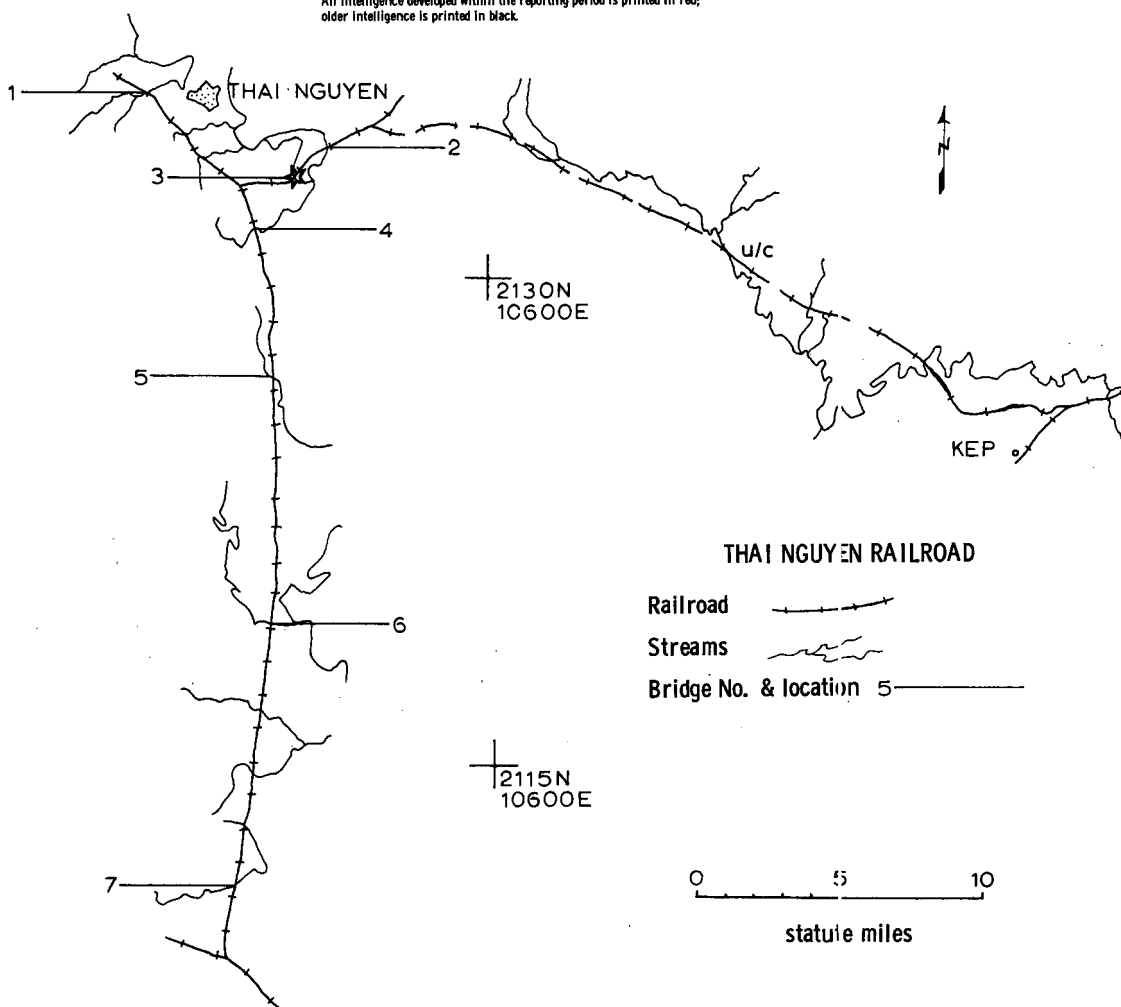 All intelligence developed within the reporting period is printed in red;
older intelligence is printed in black.
1
THAI NGUYEN
2
3
4
N
2130N
10600E
u/c
5
KEP
6
THAI NGUYEN RAILROAD
Railroad
Streams
Bridge No. & location 5
2115N
10600E
7
0 5 10
statute miles